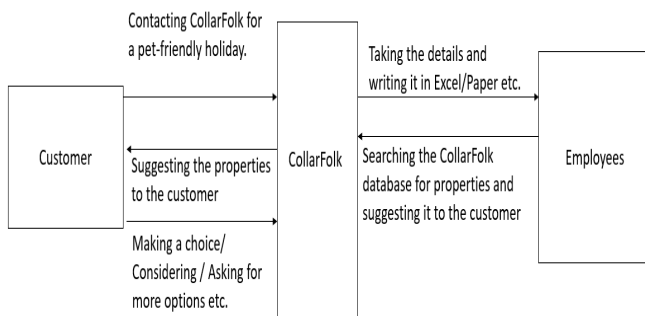 Contacting CollarFolk for
a pet-friendly holiday.
Taking the details and
writing it in Excel/Paper etc.
Customer
CollarFolk
Employees
Suggesting the properties
to the customer
Searching the CollarFolk
database for properties and
suggesting it to the customer
Making a choice/
Considering / Asking for
more options etc.